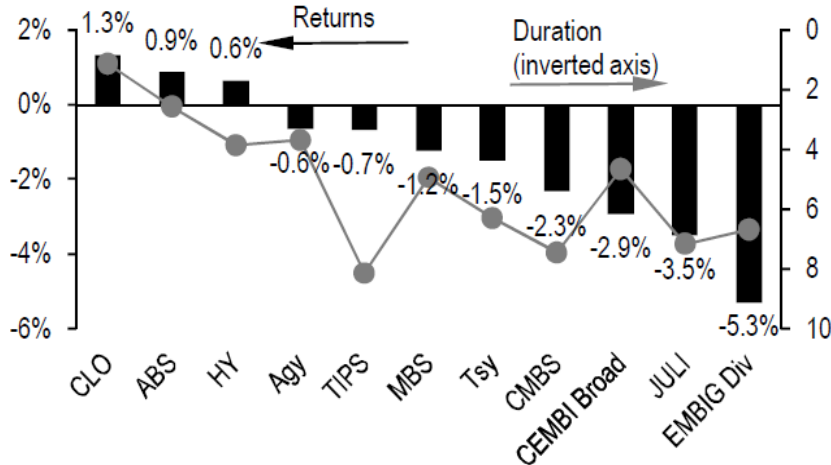 2%
0%
-2%
-4%
-6%
1.3%
0.9%
0.6%
-0.6%
-0.7%
-1.2%
-1.5%
-2.3%
-2.9%
-3.5%
-5.3%
Returns
Duration
(inverted axis)
0
2
4
6
8
10
CLO
ABS
HY
Agy
TIPS
MBS
Tsy
CMBS
CEMBI Broad
JULI
EMBIG Div